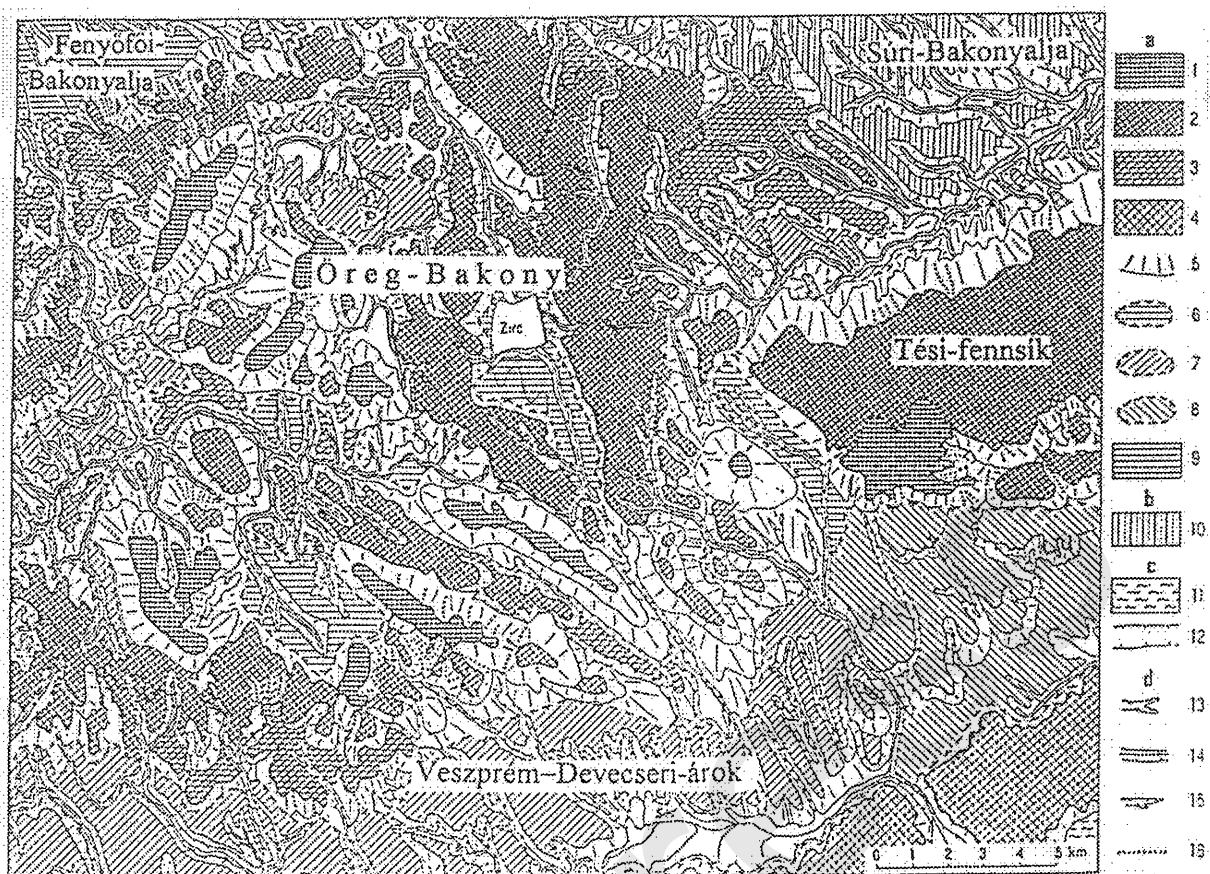 Fenyőfői-
Bakonyalja
Súri-Bakonyalja
Öreg-Bakony
Zirc
Tési-fennsík
Veszprém–Devecseri-árok
0 1 2 3 4 5 km
a
1
2
3
4
5
6
7
8
9
b
10
c
11
12
d
13
14
15
16